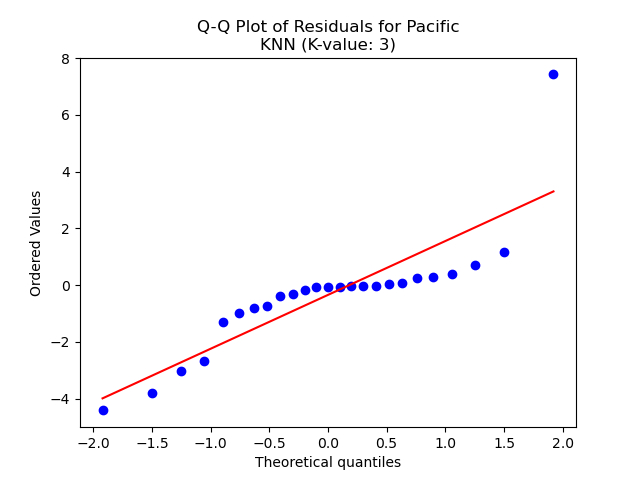 Q-Q Plot of Residuals for Pacific
KNN (K-value: 3)
8
6
4
2
0
−2
−4
Ordered Values
−2.0 −1.5 −1.0 −0.5 0.0 0.5 1.0 1.5 2.0
Theoretical quantiles